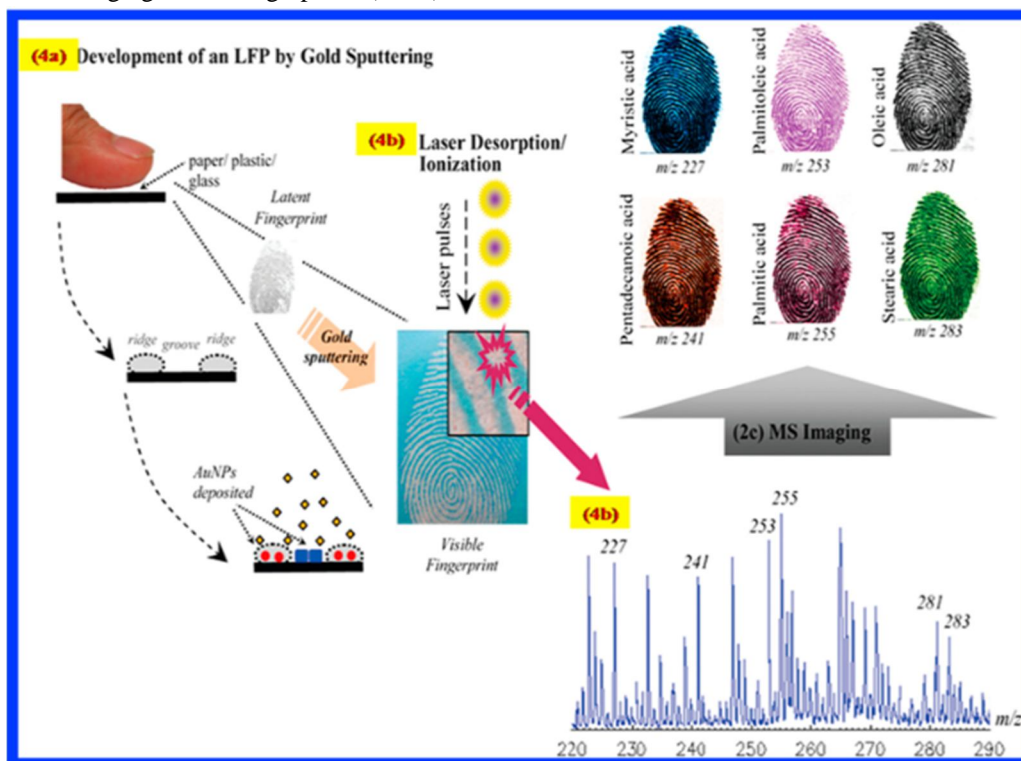 (4a) Development of an LFP by Gold Sputtering
paper/ plastic/
glass
Latent
Fingerprint
ridge groove ridge
Gold
sputtering
AuNPs
deposited
(4b) Laser Desorption/
Ionization
Laser pulses
Visible
Fingerprint
Myristic acid
m/z 227
Palmitoleic acid
m/z 253
Oleic acid
m/z 281
Pentadecanoic acid
m/z 241
Palmitic acid
m/z 255
Stearic acid
m/z 283
(2c) MS Imaging
(4b)
227
241
253
255
281
283
m/z
220 230 240 250 260 270 280 290